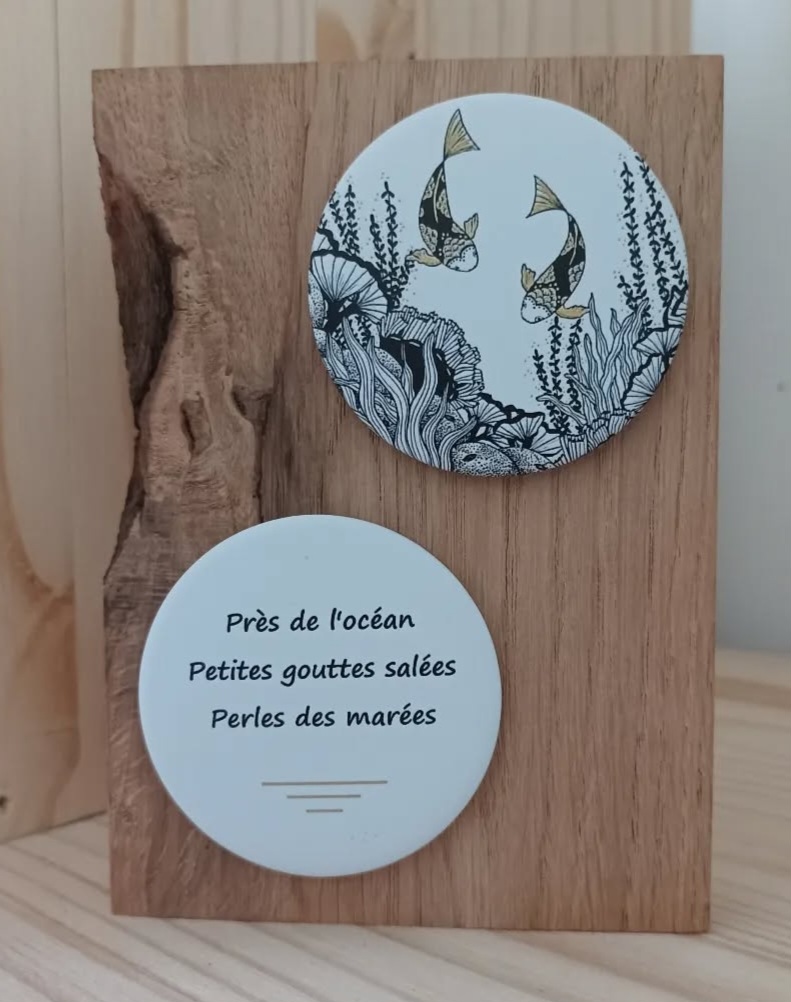 Près de l'océan
Petites gouttes salées
Perles des marées